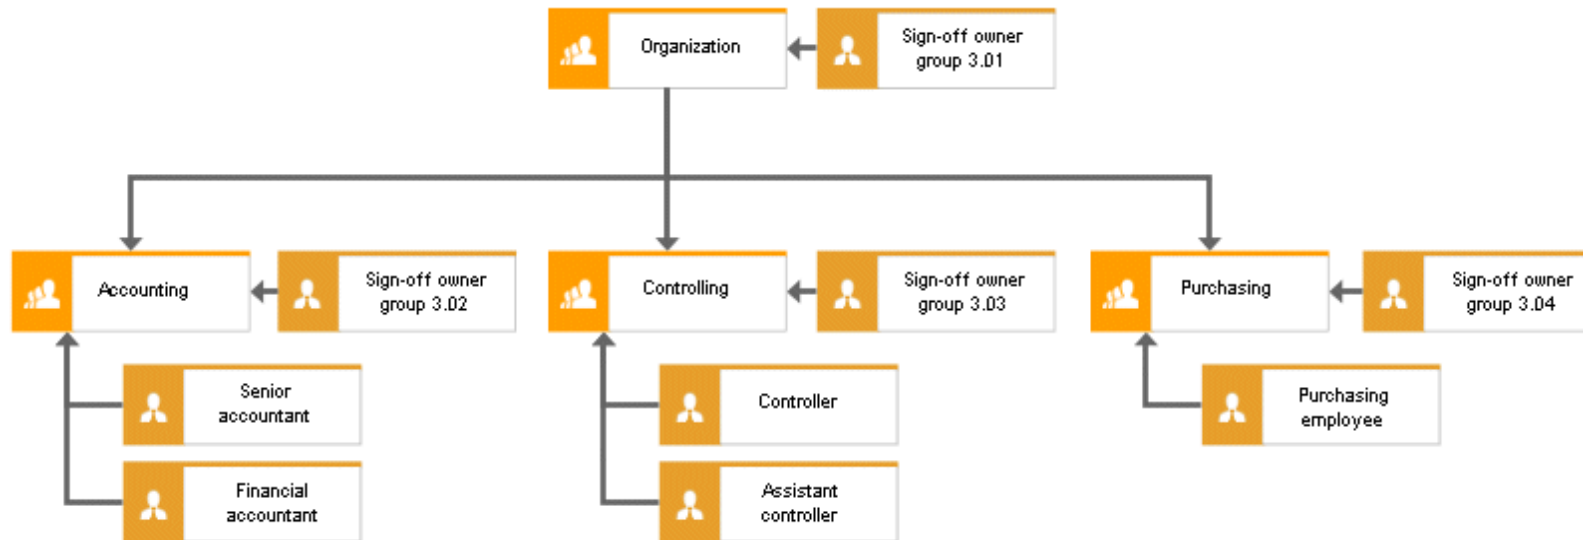 Organization
Sign-off owner
group 3.01
Accounting
Sign-off owner
group 3.02
Controlling
Sign-off owner
group 3.03
Purchasing
Sign-off owner
group 3.04
Senior
accountant
Controller
Purchasing
employee
Financial
accountant
Assistant
controller